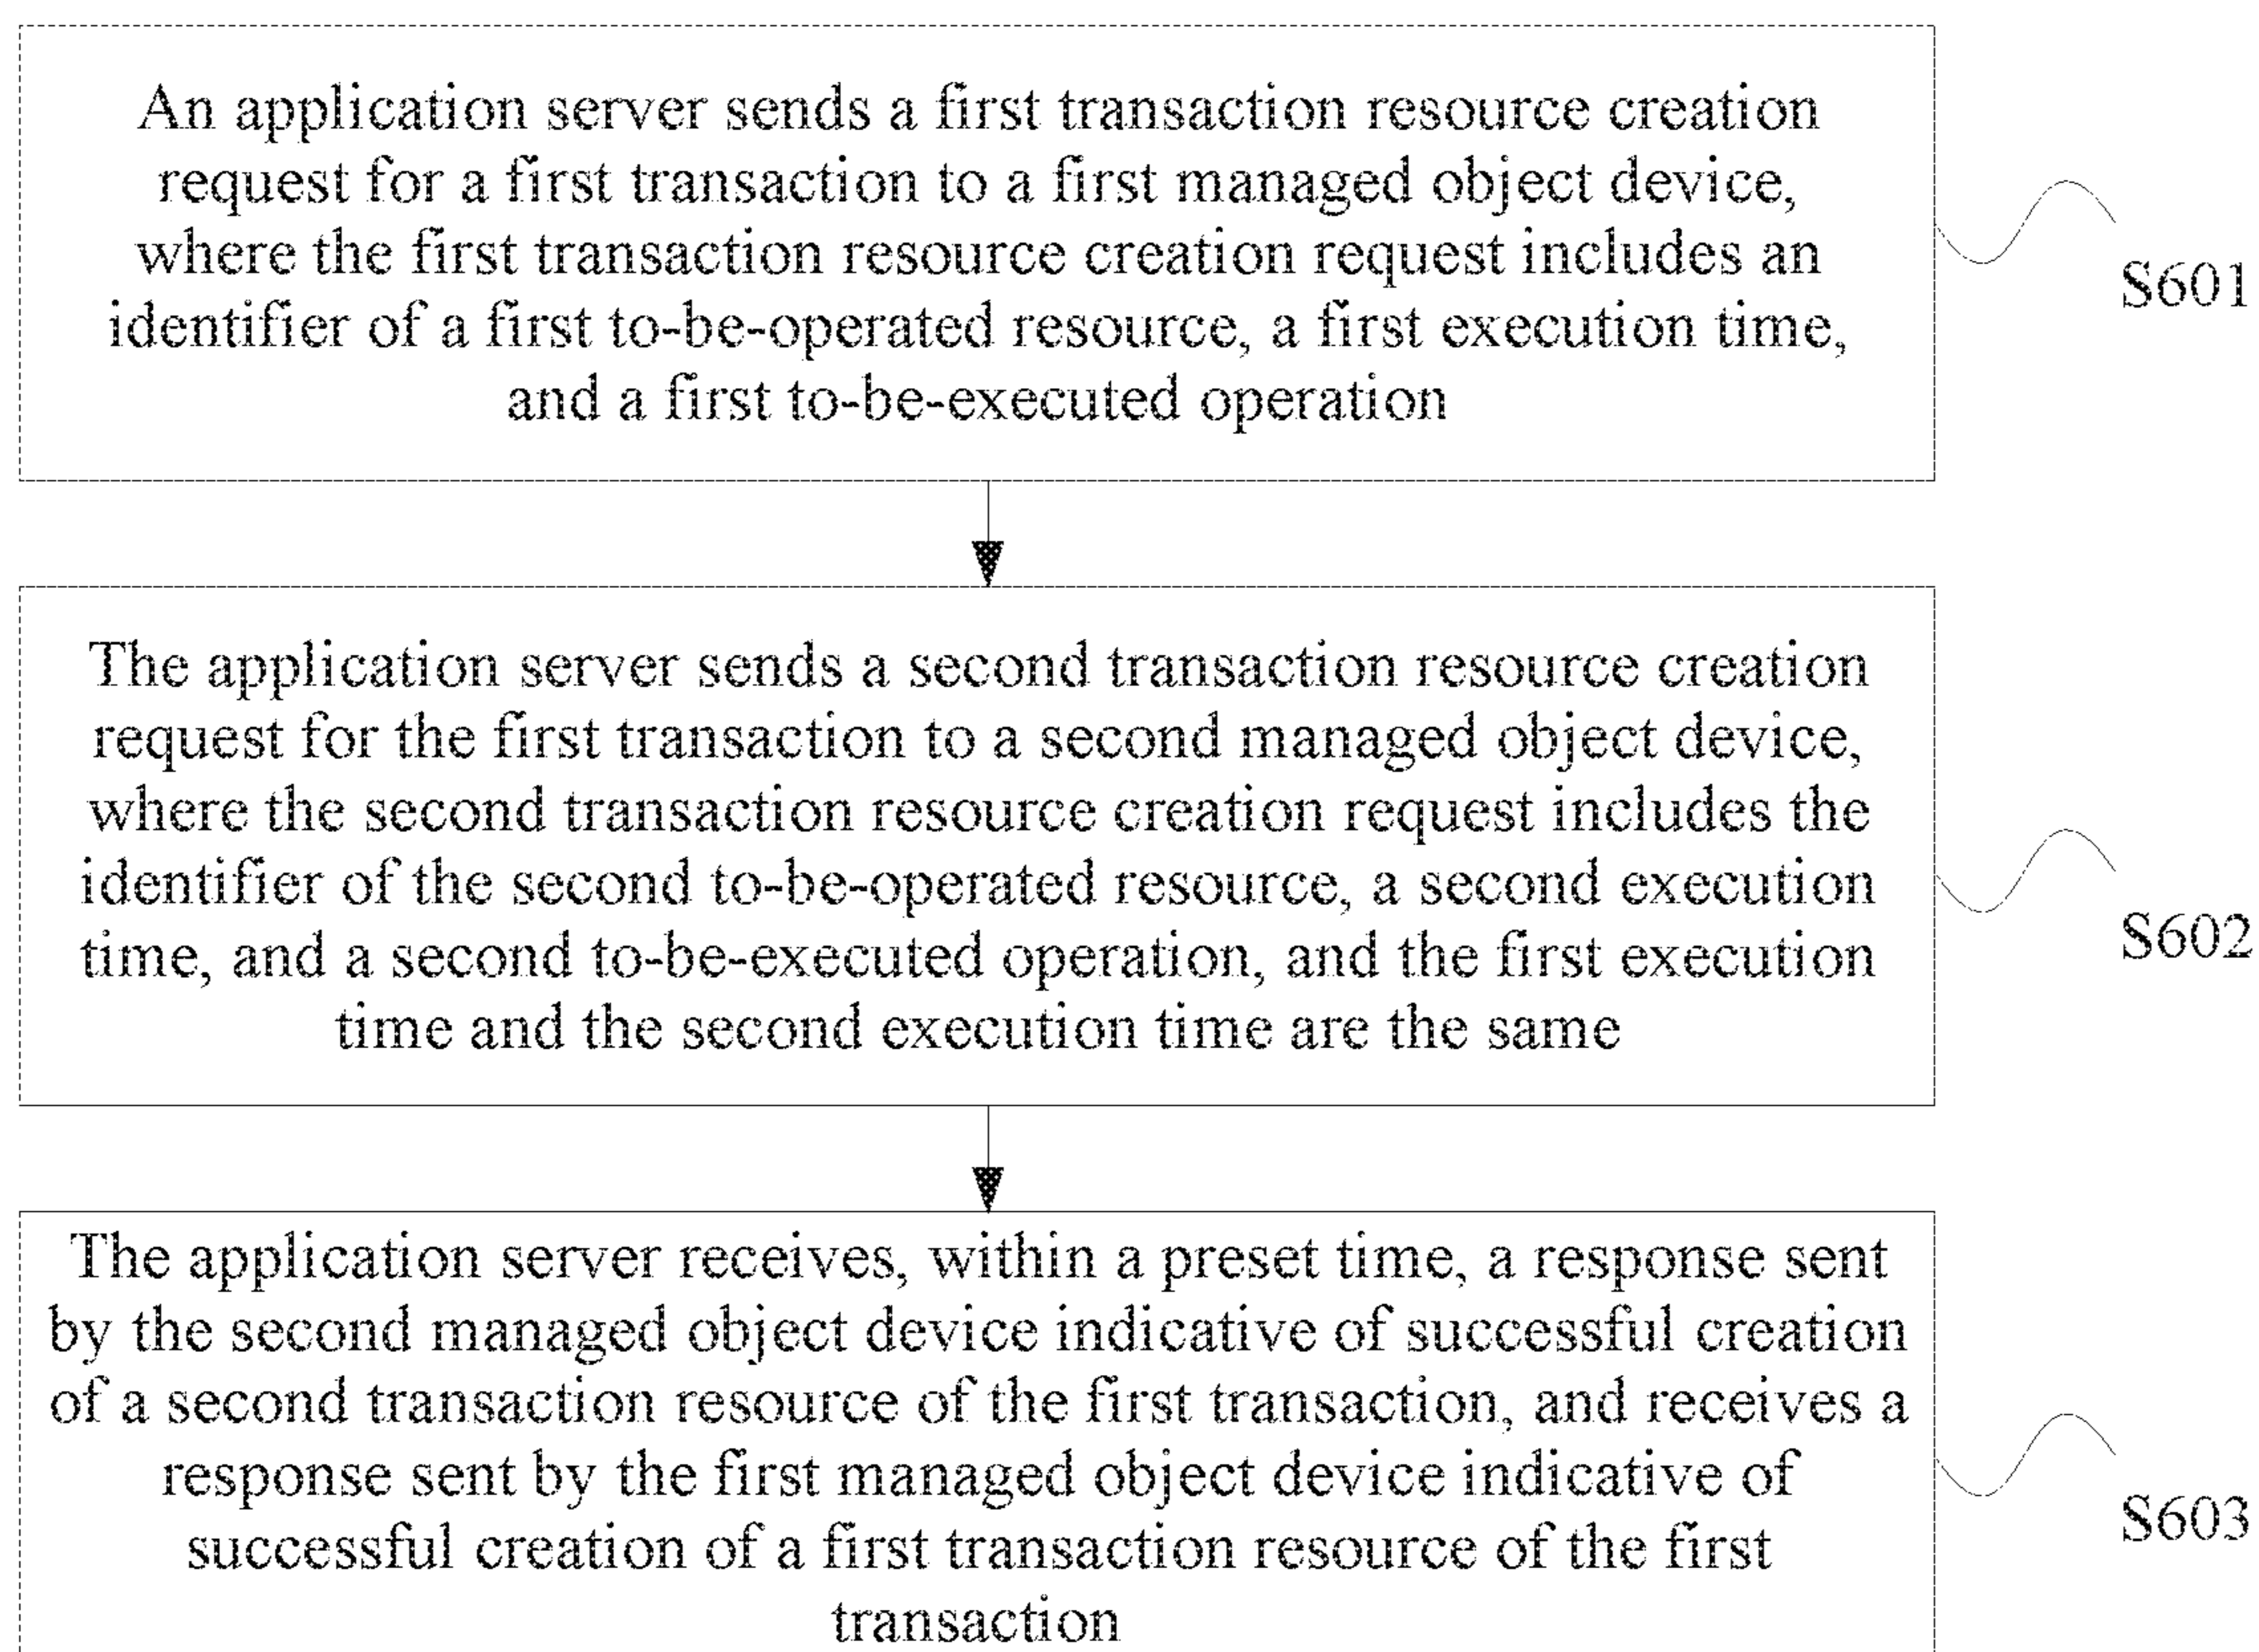 An application server sends a first transaction resource creation
request for a first transaction to a first managed object device,
where the first transaction resource creation request includes an
identifier of a first to-be-operated resource, a first execution time,
and a first to-be-executed operation
S601
The application server sends a second transaction resource creation
request for the first transaction to a second managed object device,
where the second transaction resource creation request includes the
identifier of the second to-be-operated resource, a second execution
time, and a second to-be-executed operation, and the first execution
time and the second execution time are the same
S602
The application server receives, within a preset time, a response sent
by the second managed object device indicative of successful creation
of a second transaction resource of the first transaction, and receives a
response sent by the first managed object device indicative of
successful creation of a first transaction resource of the first
transaction
S603